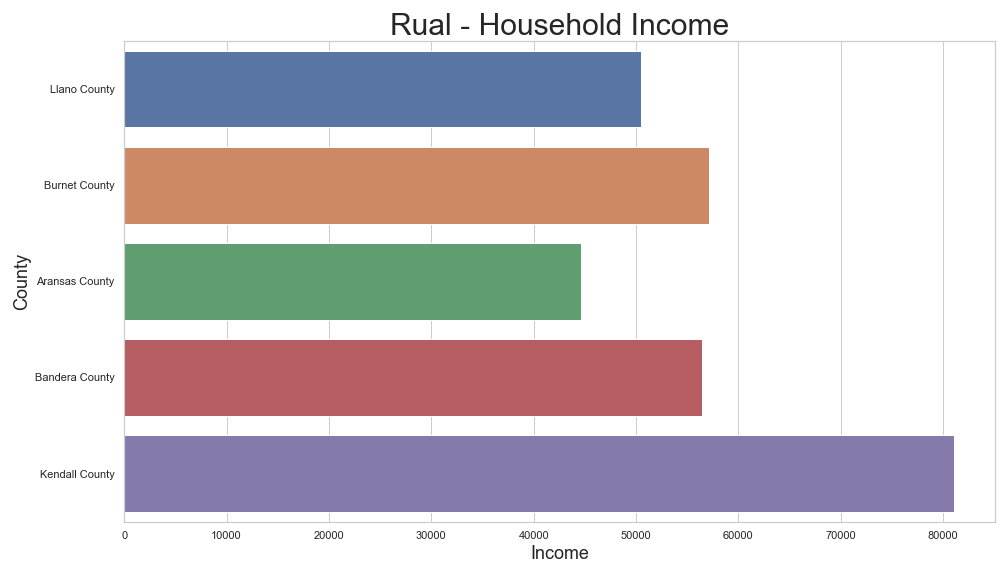 Rual - Household Income
County
Llano County
Burnet County
Aransas County
Bandera County
Kendall County
0 10000 20000 30000 40000 50000 60000 70000 80000
Income